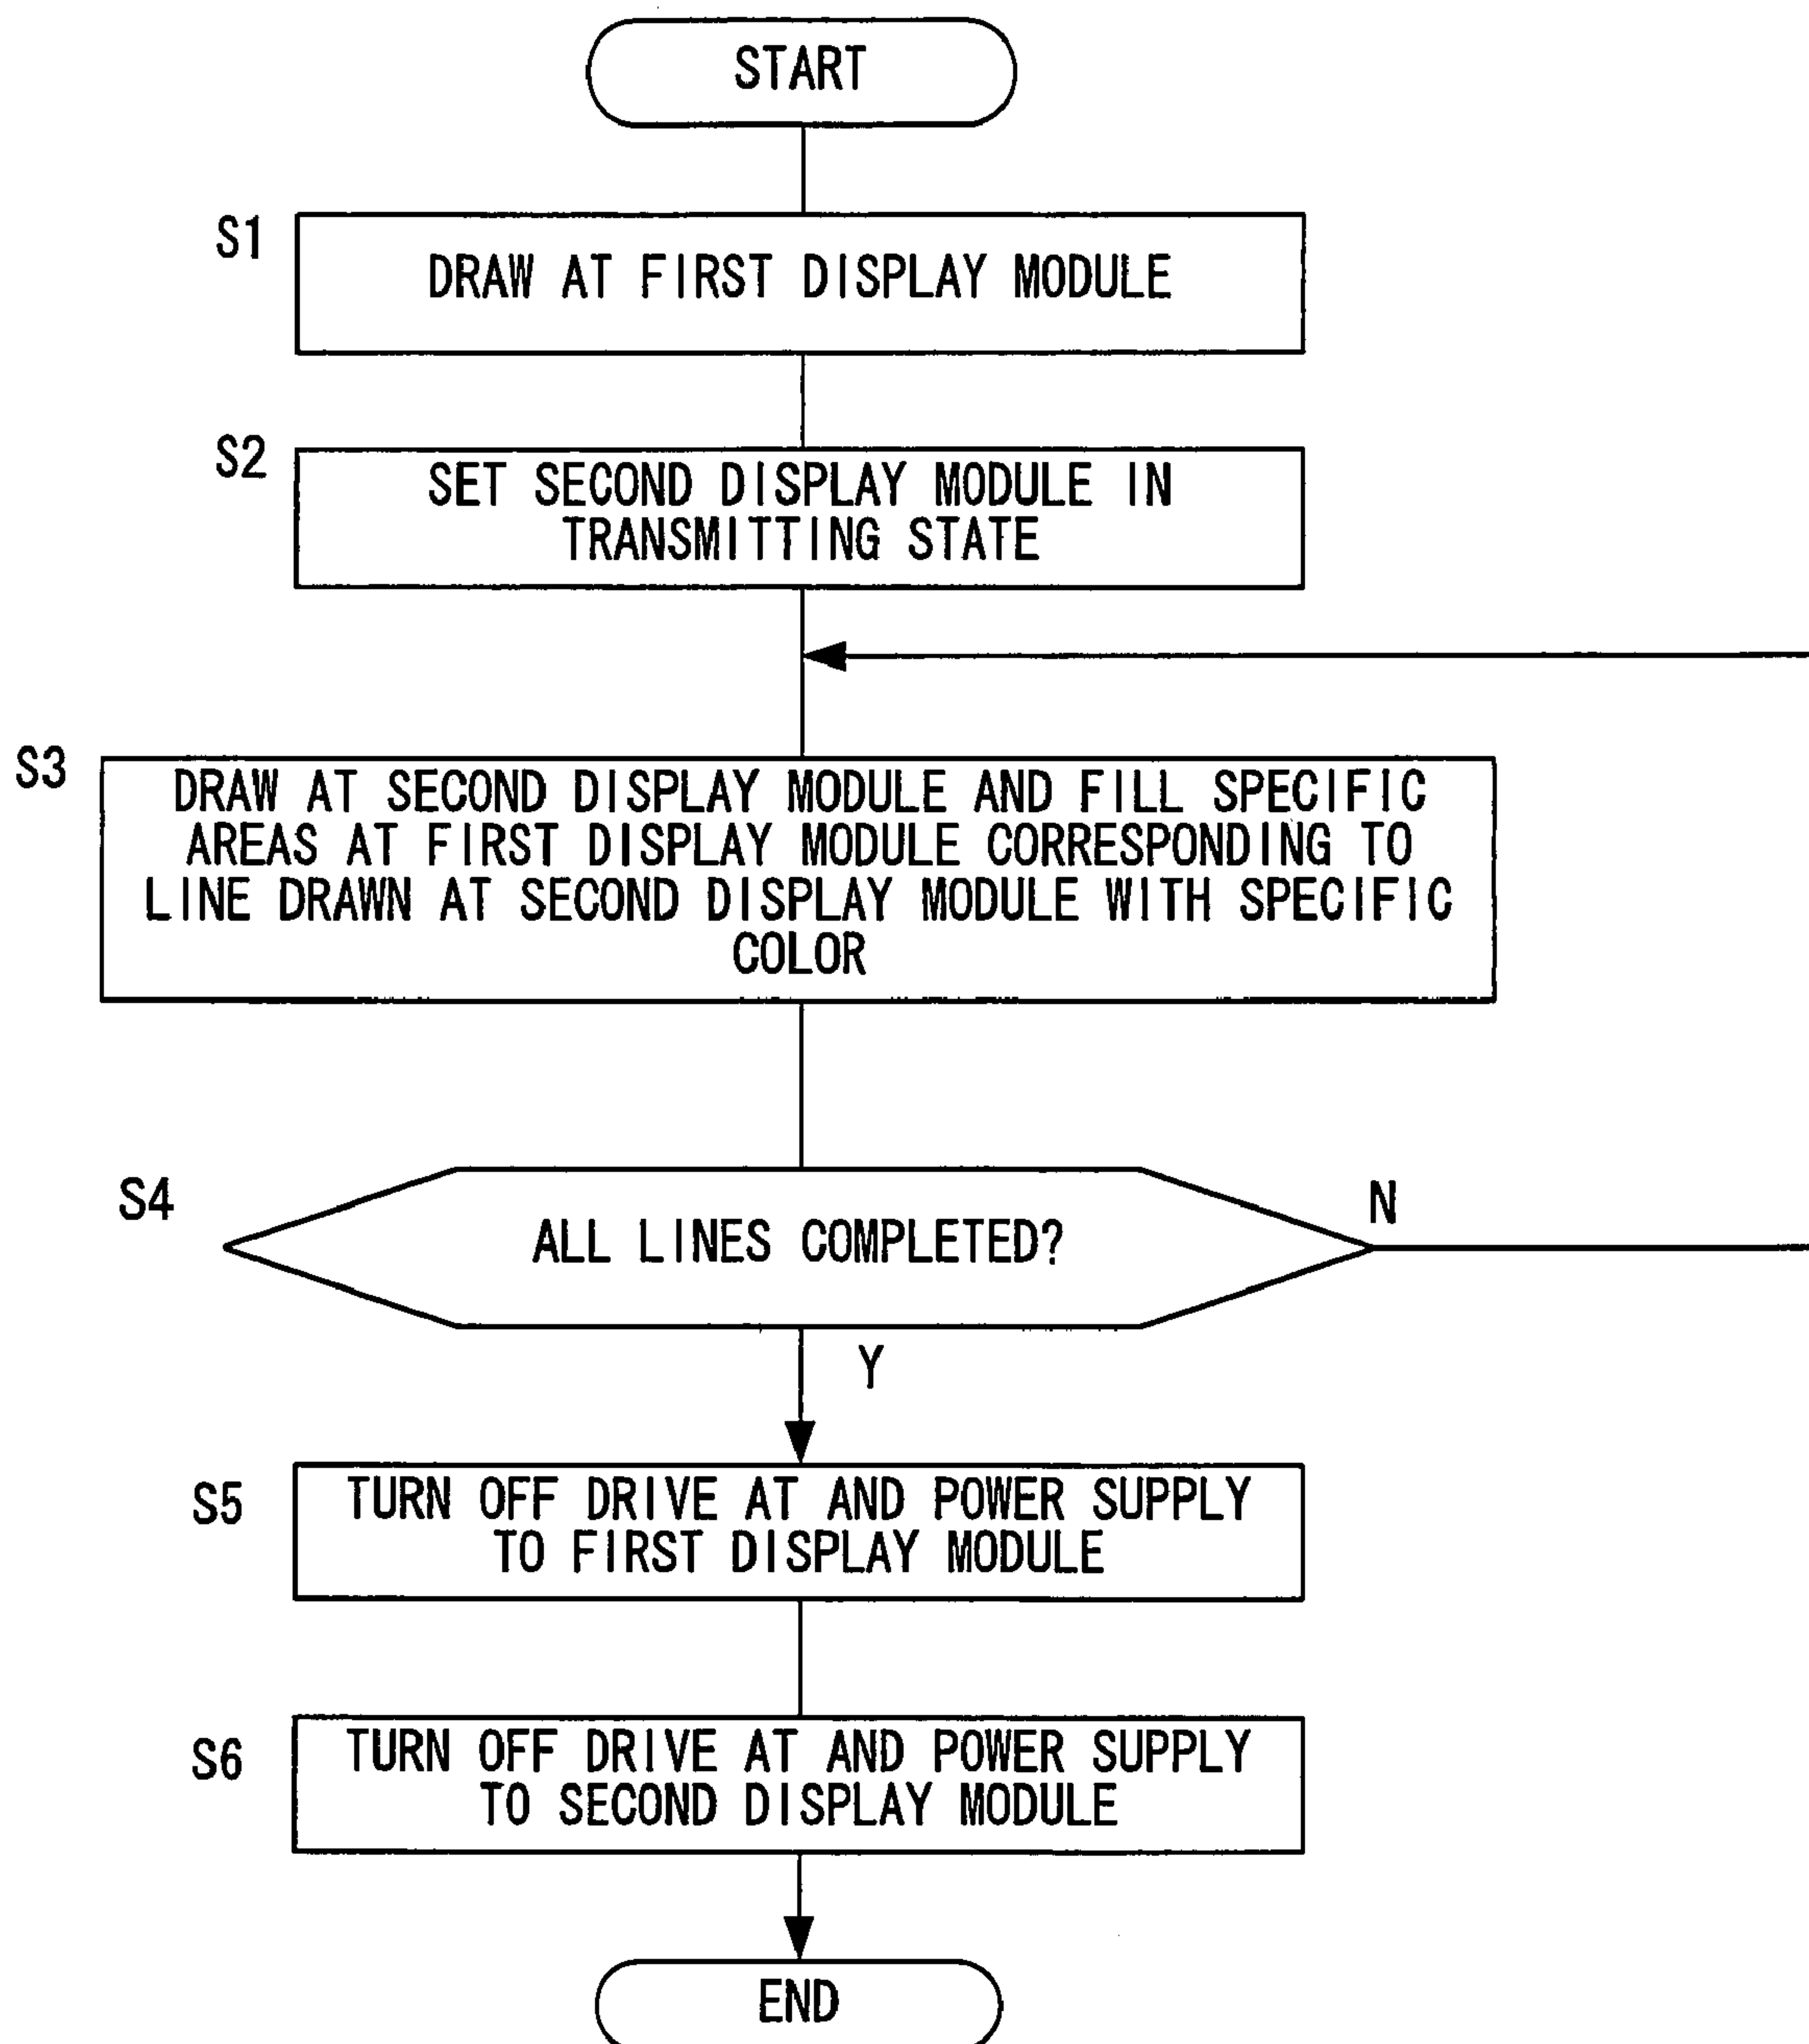 START
S1
DRAW AT FIRST DISPLAY MODULE
S2
SET SECOND DISPLAY MODULE IN
TRANSMITTING STATE
S3
DRAW AT SECOND DISPLAY MODULE AND FILL SPECIFIC
AREAS AT FIRST DISPLAY MODULE CORRESPONDING TO
LINE DRAWN AT SECOND DISPLAY MODULE WITH SPECIFIC
COLOR
S4
ALL LINES COMPLETED?
N
Y
S5
TURN OFF DRIVE AT AND POWER SUPPLY
TO FIRST DISPLAY MODULE
S6
TURN OFF DRIVE AT AND POWER SUPPLY
TO SECOND DISPLAY MODULE
END